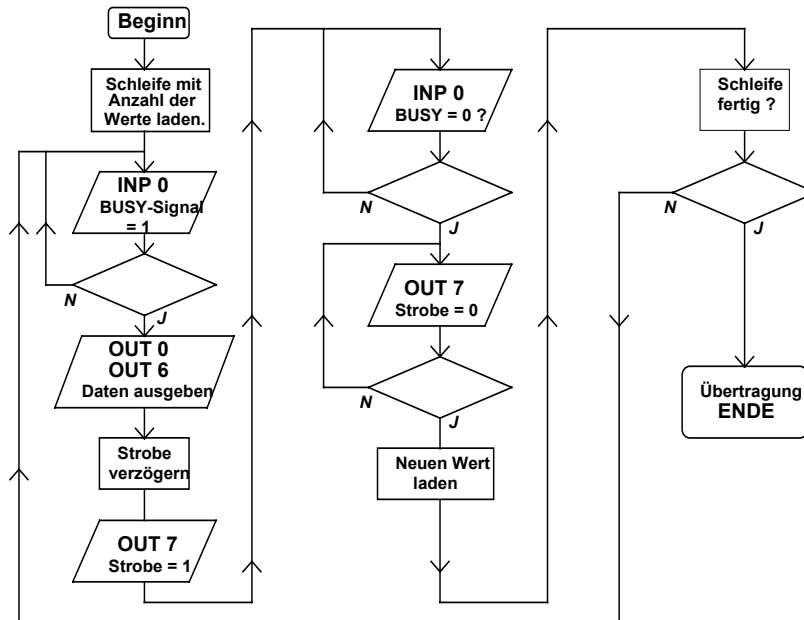 Beginn
Schleife mit
Anzahl der
Werte laden.
INP 0
BUSY-Signal
= 1
N
J
OUT 0
OUT 6
Daten ausgeben
Strobe
verzögern
OUT 7
Strobe = 1
INP 0
BUSY = 0 ?
N
J
OUT 7
Strobe = 0
N
J
Neuen Wert
laden
Schleife
fertig ?
N
J
Übertragung
ENDE